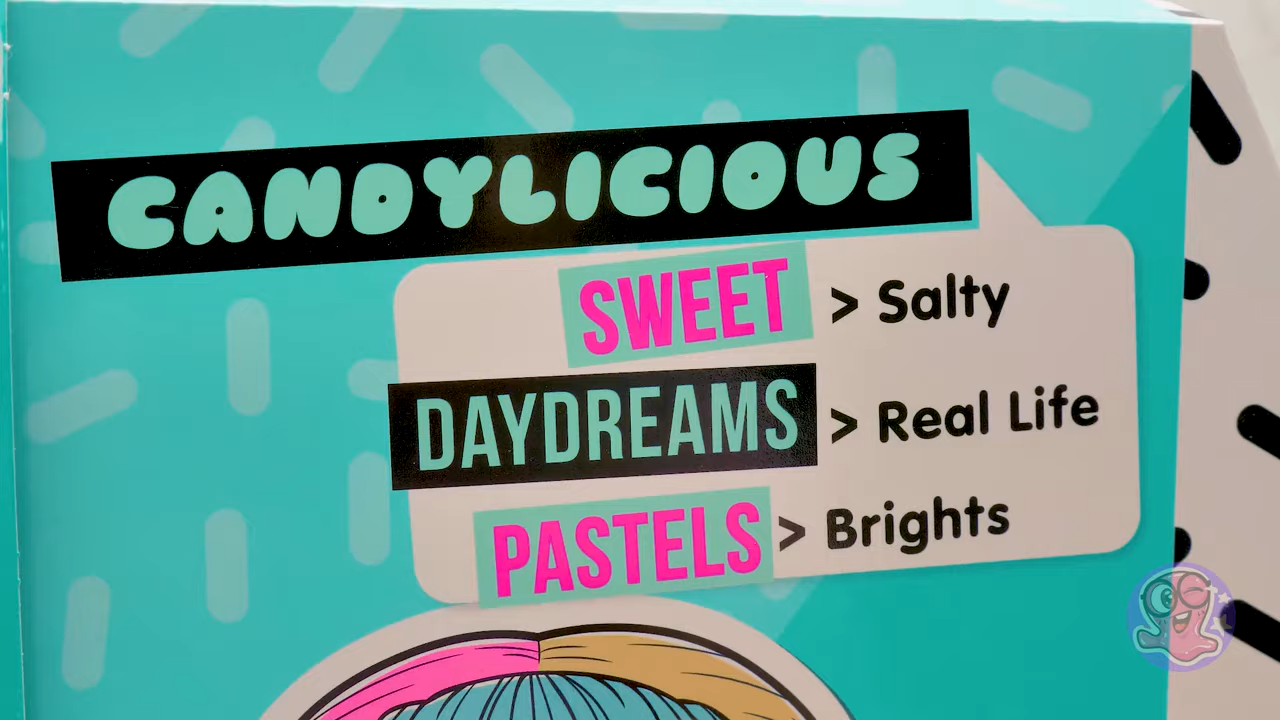 CANDYLICIOUS
SWEET > Salty
DAYDREAMS > Real Life
PASTELS > Brights